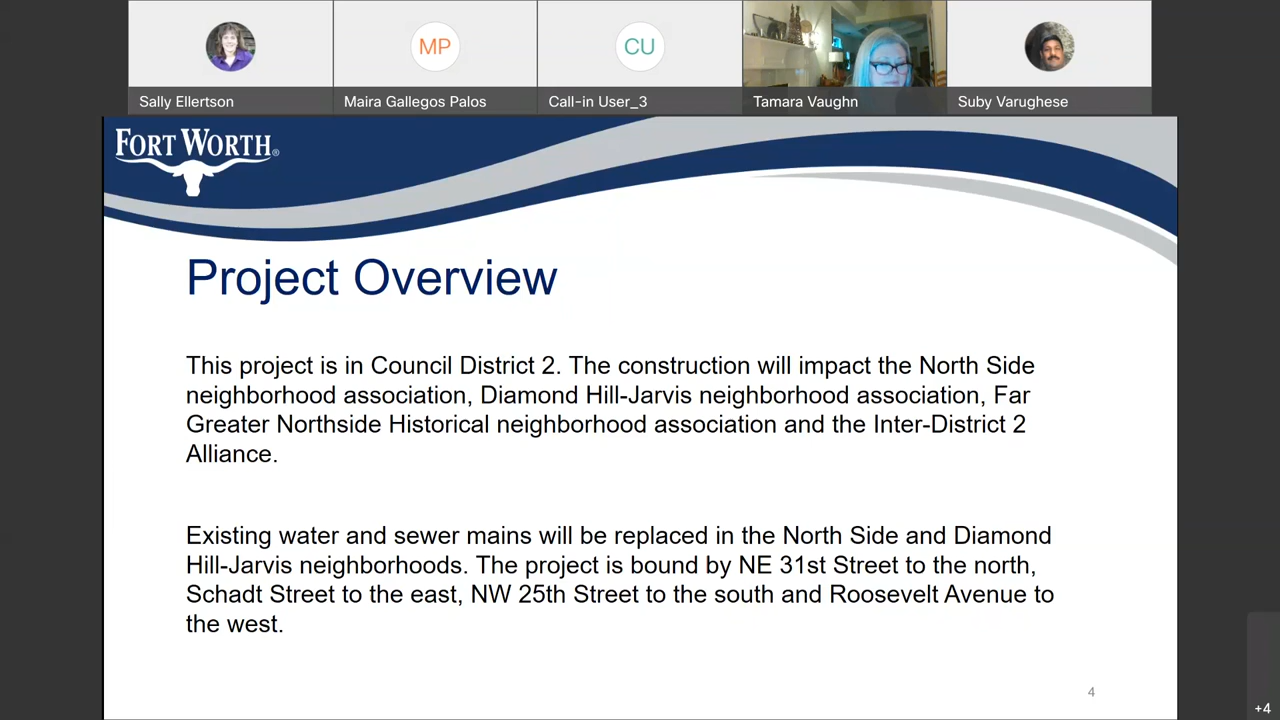 MP
CU
Sally Ellertson
Maira Gallegos Palos
Call-in User_3
Tamara Vaughn
Suby Varughese
FORT WORTH®
Project Overview
This project is in Council District 2. The construction will impact the North Side
neighborhood association, Diamond Hill-Jarvis neighborhood association, Far
Greater Northside Historical neighborhood association and the Inter-District 2
Alliance.
Existing water and sewer mains will be replaced in the North Side and Diamond
Hill-Jarvis neighborhoods. The project is bound by NE 31st Street to the north,
Schadt Street to the east, NW 25th Street to the south and Roosevelt Avenue to
the west.
4
+4